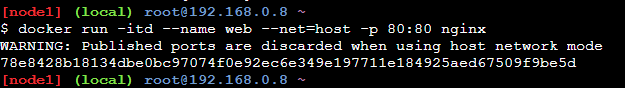 [node1] (local) root@192.168.0.8 ~
$ docker run -itd --name web --net=host -p 80:80 nginx
WARNING: Published ports are discarded when using host network mode
78e8428b18134dbe0bc97074f0e92ec6e349e197711e184925aed67509f9be5d
[node1] (local) root@192.168.0.8 ~